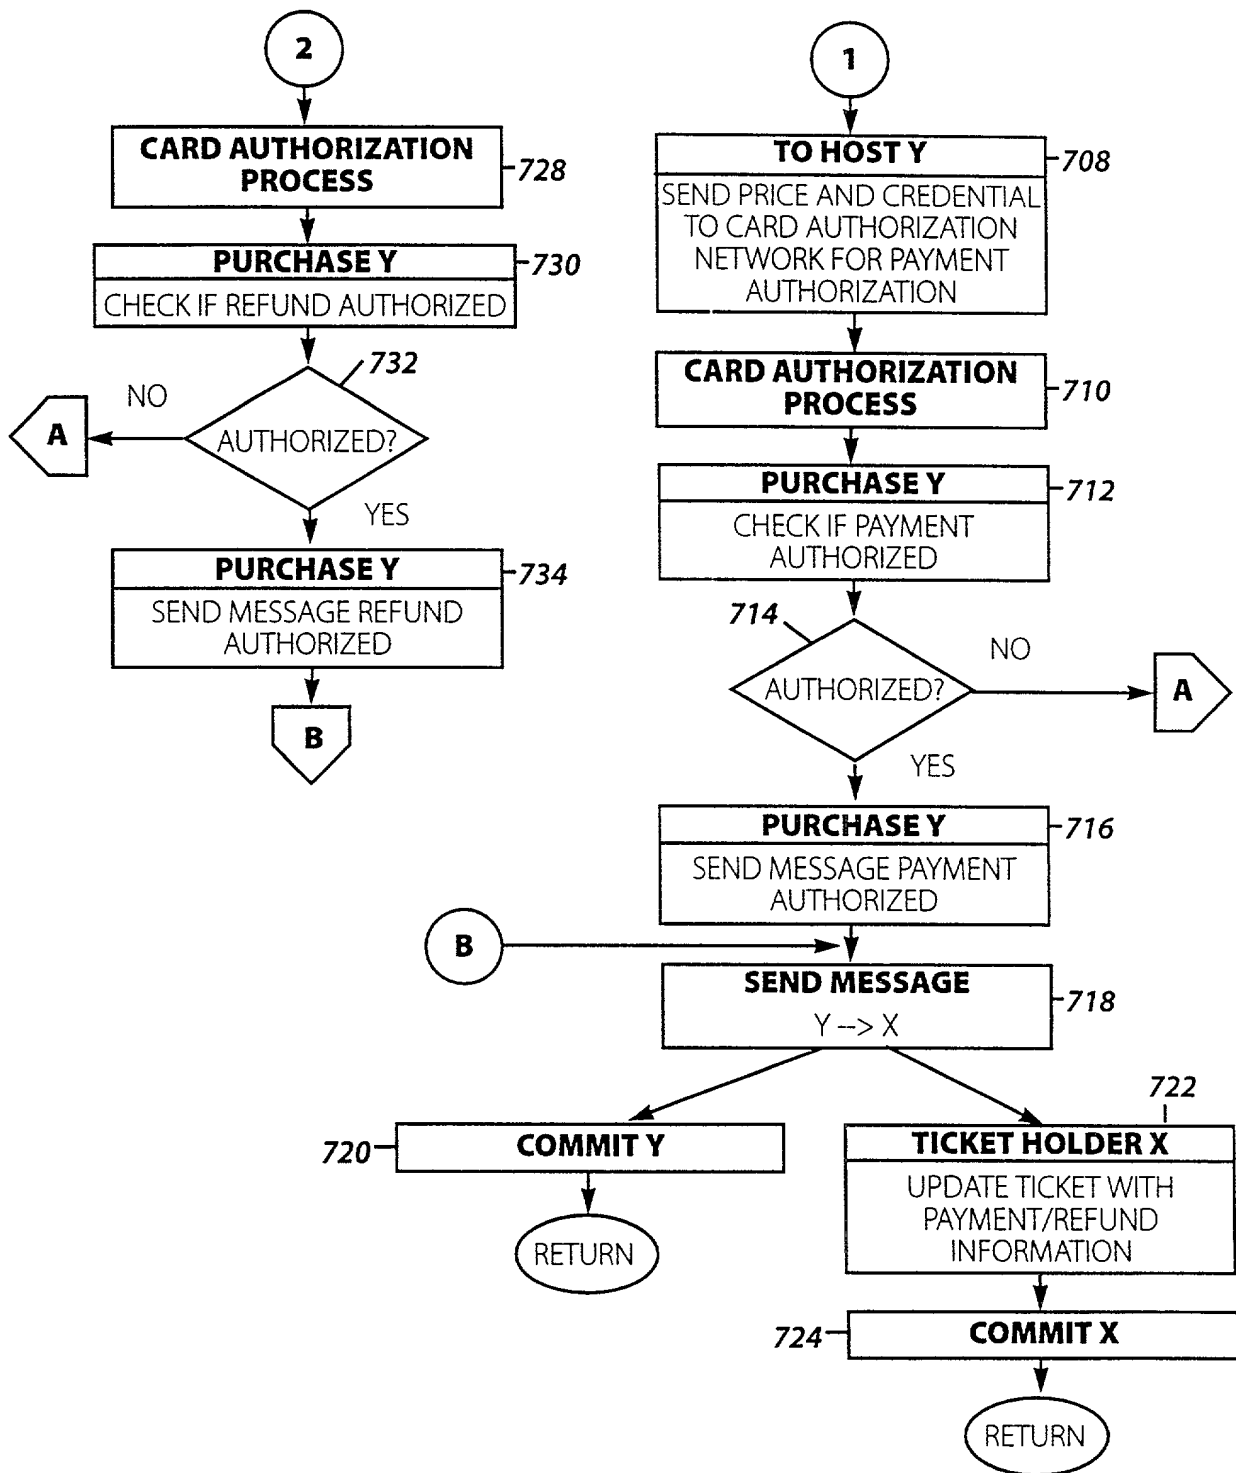 2
CARD AUTHORIZATION
PROCESS
728
PURCHASE Y
730
CHECK IF REFUND AUTHORIZED
732
NO
A
AUTHORIZED?
YES
PURCHASE Y
734
SEND MESSAGE REFUND
AUTHORIZED
B
1
TO HOST Y
708
SEND PRICE AND CREDENTIAL
TO CARD AUTHORIZATION
NETWORK FOR PAYMENT
AUTHORIZATION
CARD AUTHORIZATION
PROCESS
710
PURCHASE Y
712
CHECK IF PAYMENT
AUTHORIZED
714
NO
AUTHORIZED?
A
YES
PURCHASE Y
716
SEND MESSAGE PAYMENT
AUTHORIZED
B
SEND MESSAGE
718
Y --> X
720
COMMIT Y
RETURN
722
TICKET HOLDER X
UPDATE TICKET WITH
PAYMENT/REFUND
INFORMATION
724
COMMIT X
RETURN